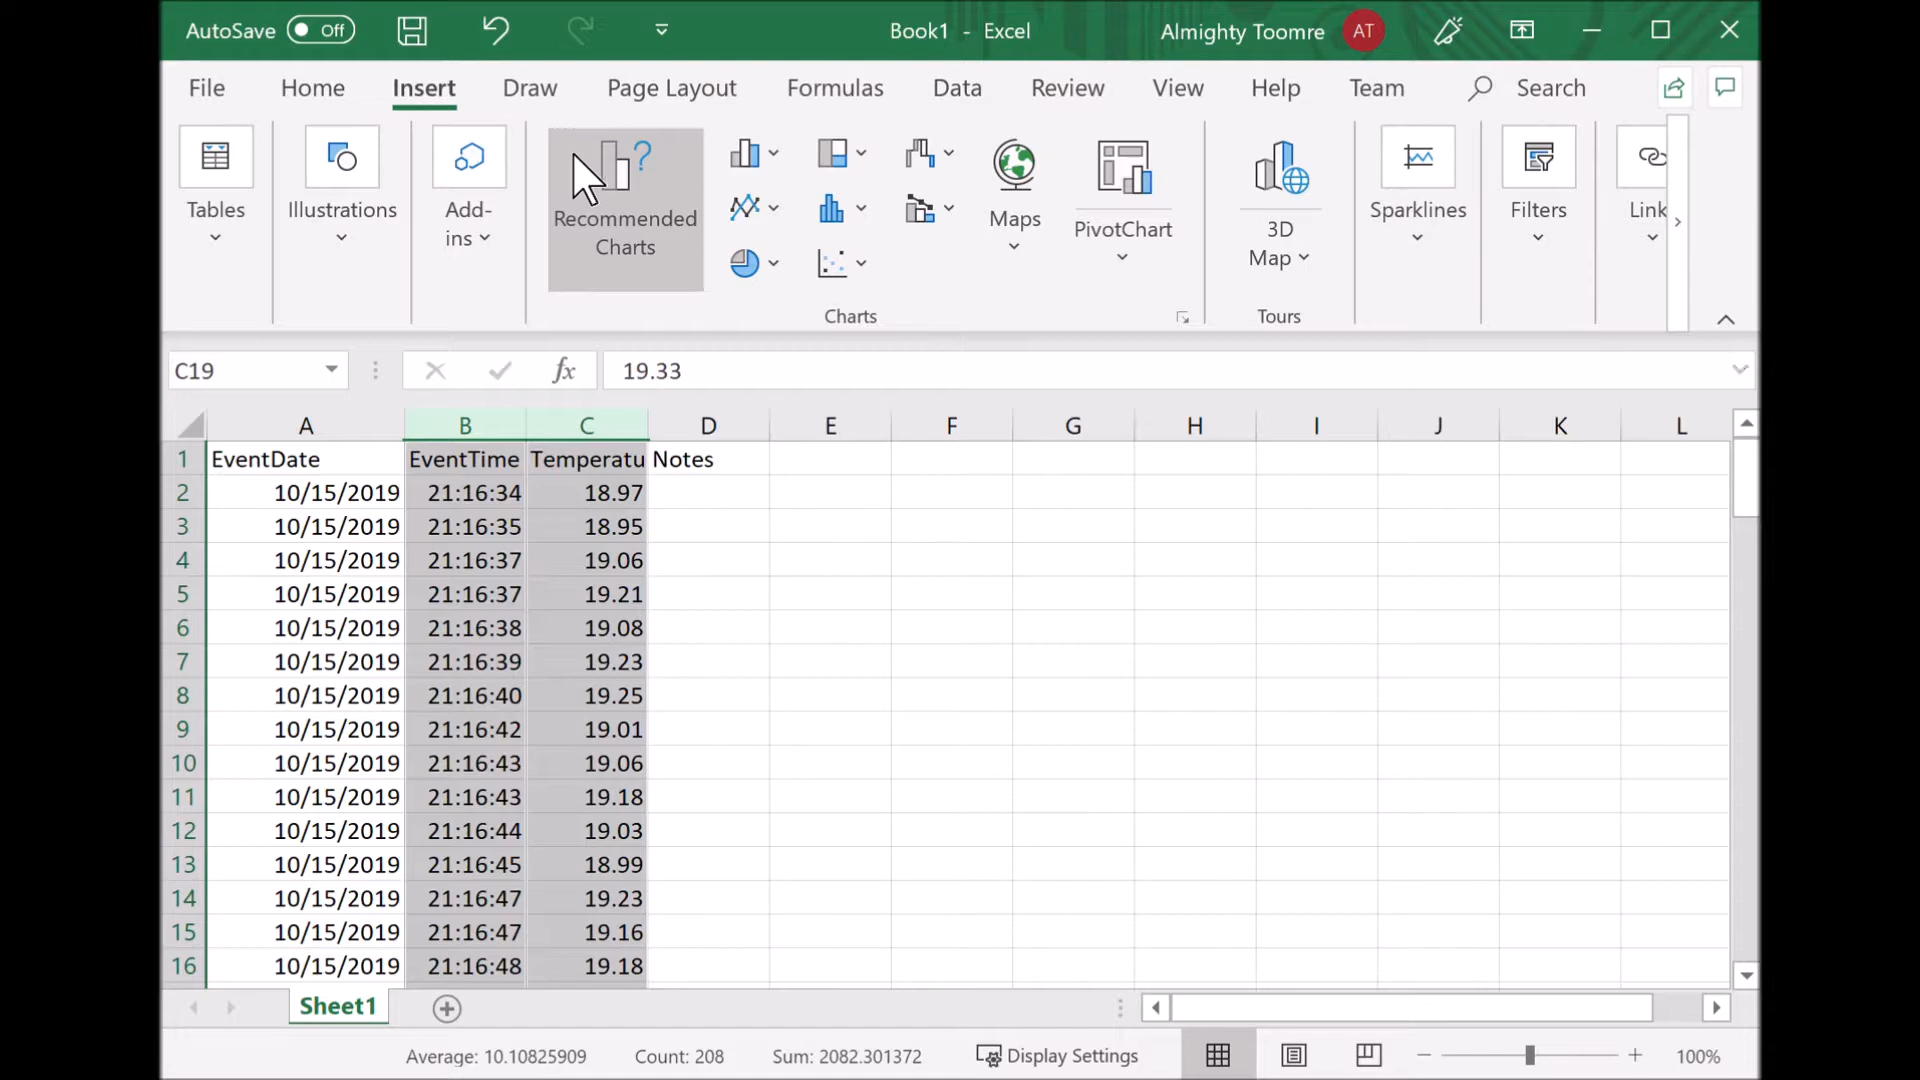 AutoSave Off Book1 - Excel Almighty Toomre AT
File Home Insert Draw Page Layout Formulas Data Review View Help Team Search
Tables Illustrations Add-ins Recommended Charts Maps PivotChart 3D Map Sparklines Filters Link
Charts Tours
C19 fx 19.33
A B C D E F G H I J K L
1 EventDate EventTime Temperatu Notes
2 10/15/2019 21:16:34 18.97
3 10/15/2019 21:16:35 18.95
4 10/15/2019 21:16:37 19.06
5 10/15/2019 21:16:37 19.21
6 10/15/2019 21:16:38 19.08
7 10/15/2019 21:16:39 19.23
8 10/15/2019 21:16:40 19.25
9 10/15/2019 21:16:42 19.01
10 10/15/2019 21:16:43 19.06
11 10/15/2019 21:16:43 19.18
12 10/15/2019 21:16:44 19.03
13 10/15/2019 21:16:45 18.99
14 10/15/2019 21:16:47 19.23
15 10/15/2019 21:16:47 19.16
16 10/15/2019 21:16:48 19.18
Sheet1
Average: 10.10825909 Count: 208 Sum: 2082.301372 Display Settings 100%